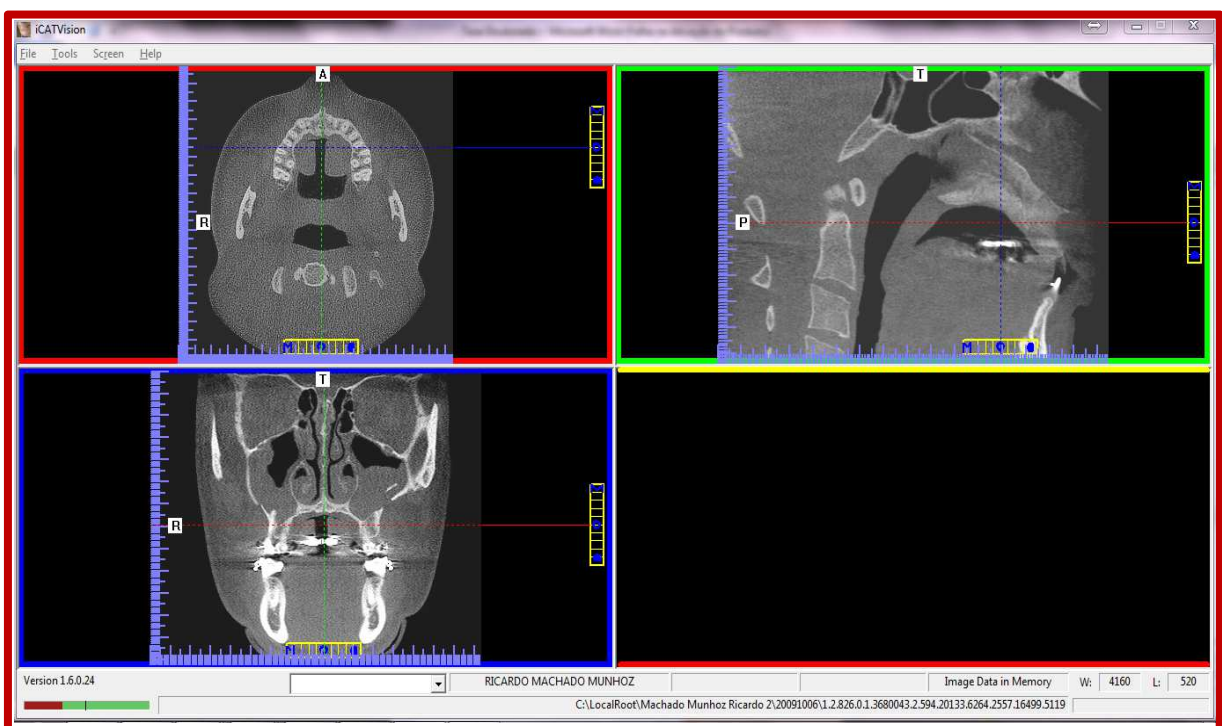 iCATVision
File Tools Screen Help
A
R
T
P
T
R
Version 1.6.0.24
RICARDO MACHADO MUNHOZ
Image Data in Memory
W: 4160 L: 520
C:\LocalRoot\Machado Munhoz Ricardo 2\20091006\1.2.826.0.1.3680043.2.594.20133.6264.2557.16499.5119